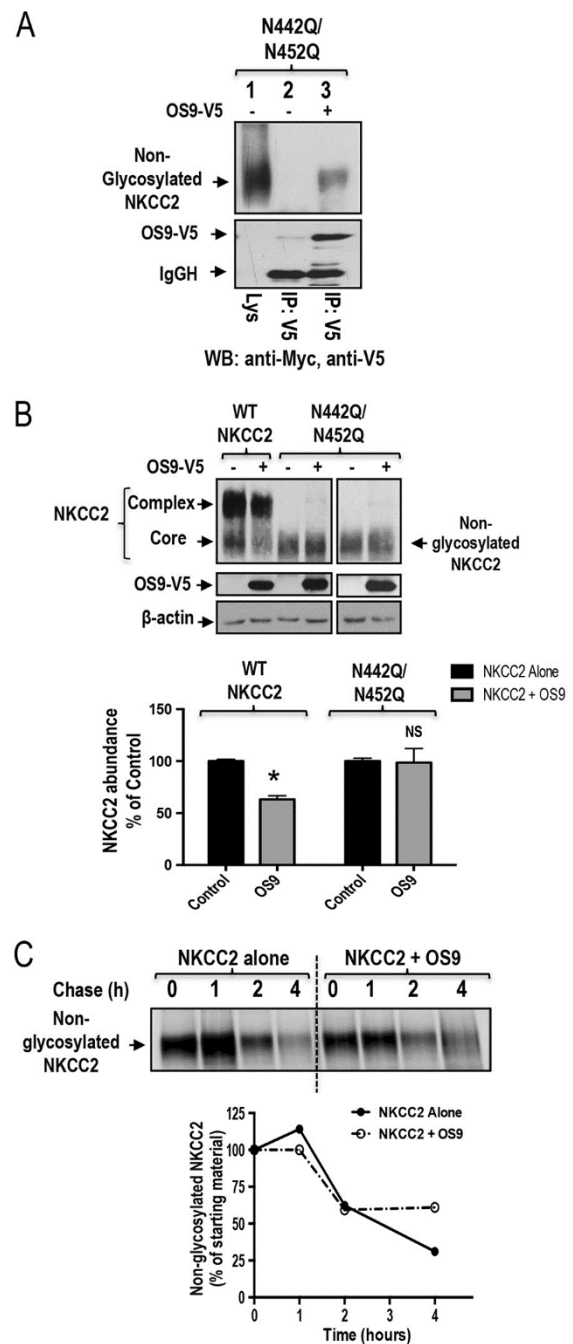 A
N442Q/
N452Q
1 2 3
OS9-V5 - - +
Non-
Glycosylated
NKCC2
OS9-V5
IgGH
Lys
IP: V5
IP: V5
WB: anti-Myc, anti-V5
B
WT
NKCC2
N442Q/
N452Q
OS9-V5 - + - + - +
NKCC2
Complex
Core
Non-
glycosylated
NKCC2
OS9-V5
β-actin
WT
NKCC2
N442Q/
N452Q
NKCC2 Alone
NKCC2 + OS9
NKCC2 abundance
% of Control
150
100
50
0
*
NS
Control
OS9
Control
OS9
C
NKCC2 alone
NKCC2 + OS9
Chase (h) 0 1 2 4 0 1 2 4
Non-
glycosylated
NKCC2
NKCC2 Alone
NKCC2 + OS9
Non-glycosylated NKCC2
(% of starting material)
125
100
75
50
25
0
0 1 2 3 4
Time (hours)